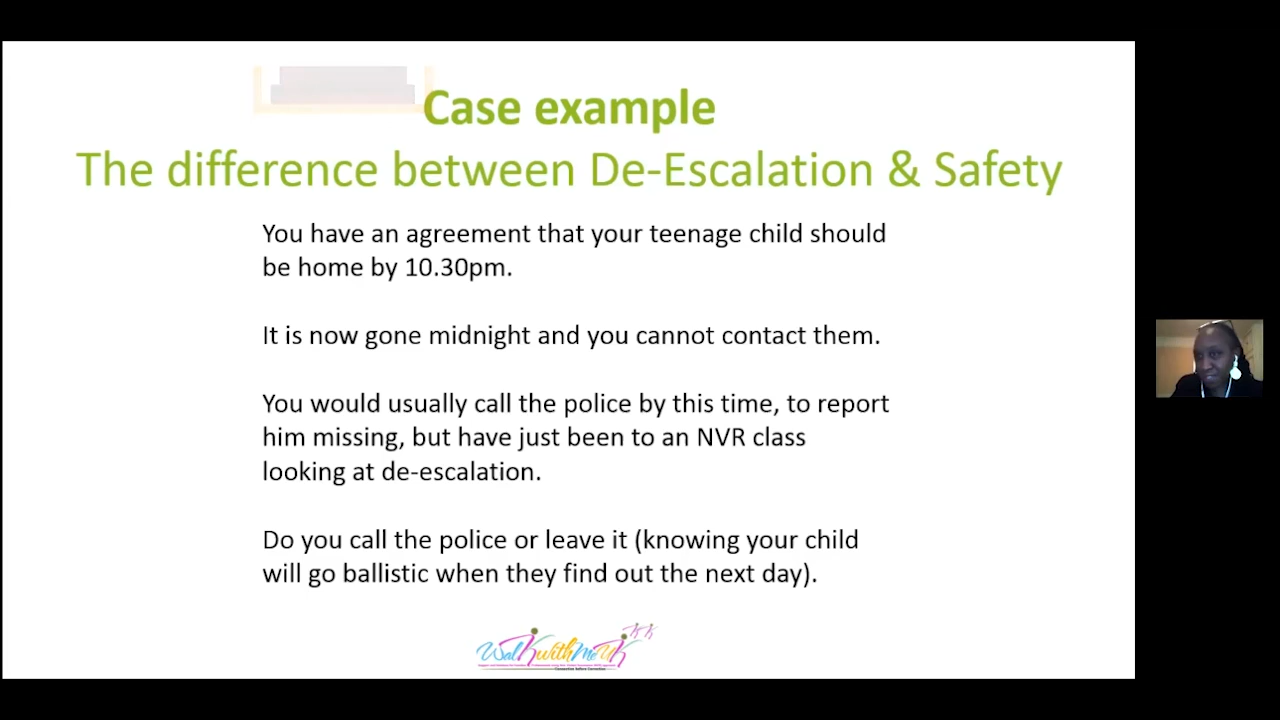 Case example
The difference between De-Escalation & Safety
You have an agreement that your teenage child should
be home by 10.30pm.
It is now gone midnight and you cannot contact them.
You would usually call the police by this time, to report
him missing, but have just been to an NVR class
looking at de-escalation.
Do you call the police or leave it (knowing your child
will go ballistic when they find out the next day).
WalkwithMeUK